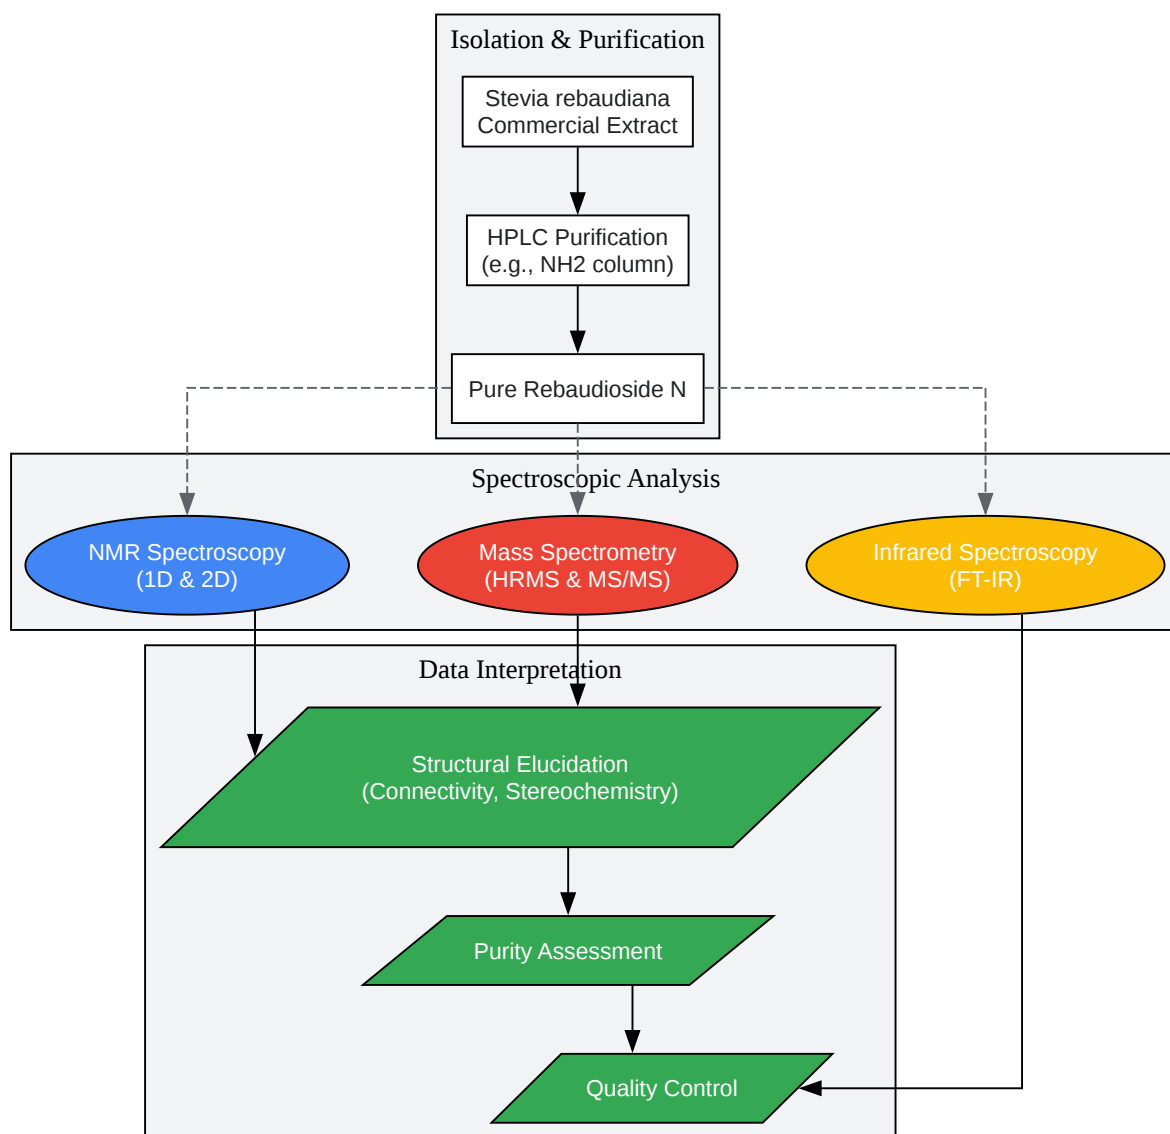 Isolation & Purification
Stevia rebaudiana
Commercial Extract
HPLC Purification
(e.g., NH2 column)
Pure Rebaudioside N
Spectroscopic Analysis
NMR Spectroscopy
(1D & 2D)
Mass Spectrometry
(HRMS & MS/MS)
Infrared Spectroscopy
(FT-IR)
Data Interpretation
Structural Elucidation
(Connectivity, Stereochemistry)
Purity Assessment
Quality Control